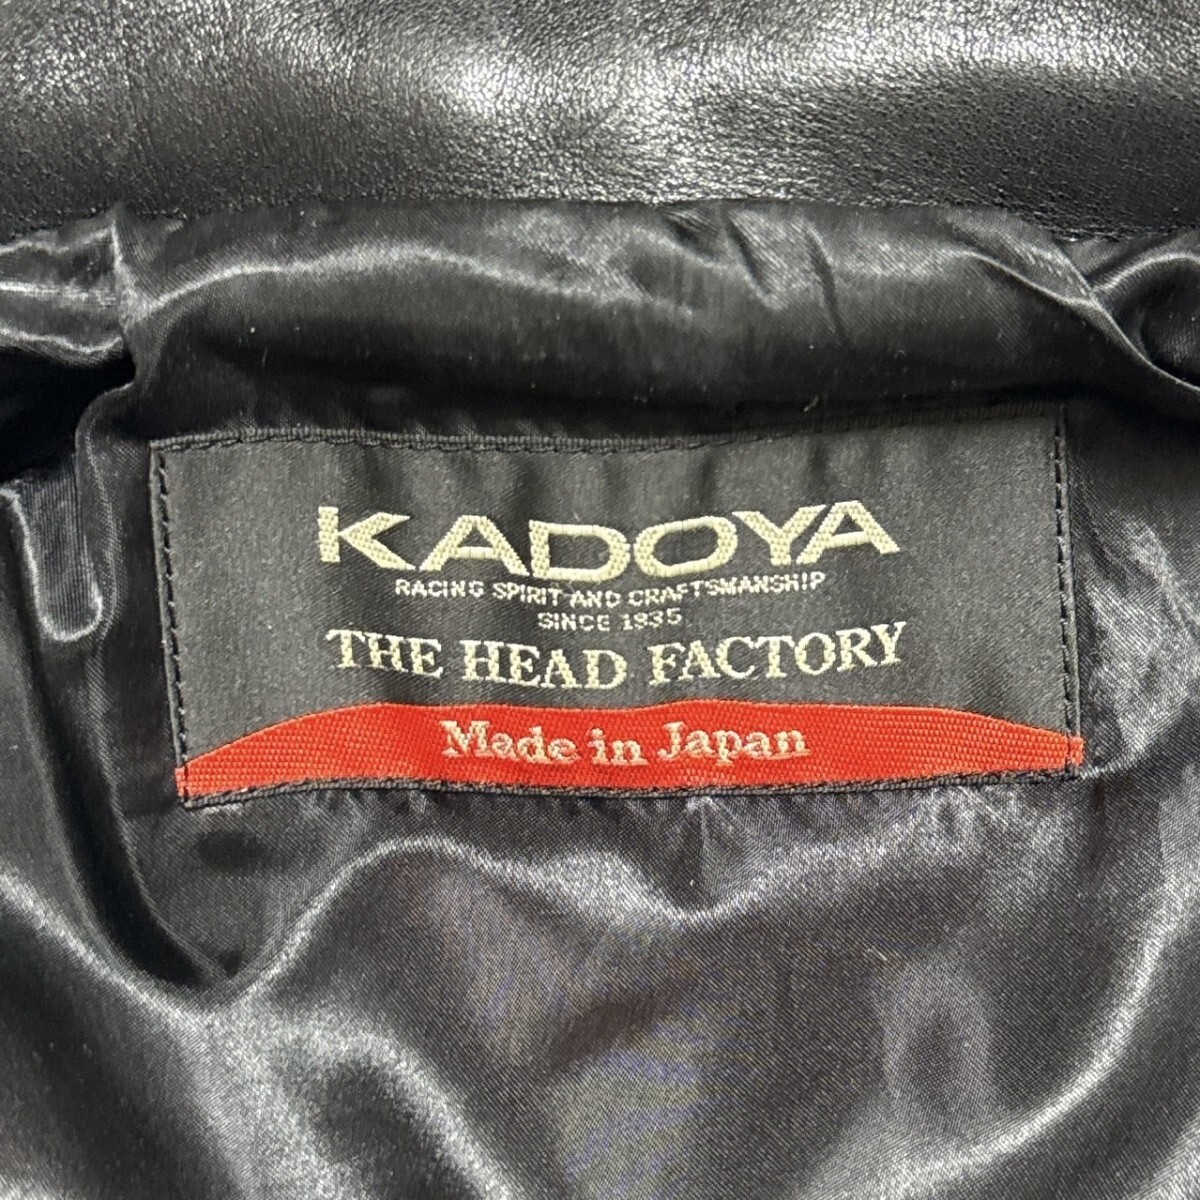 KADOYA
RACING SPIRIT AND CRAFTSMANSHIP
SINCE 1935
THE HEAD FACTORY
Made in Japan